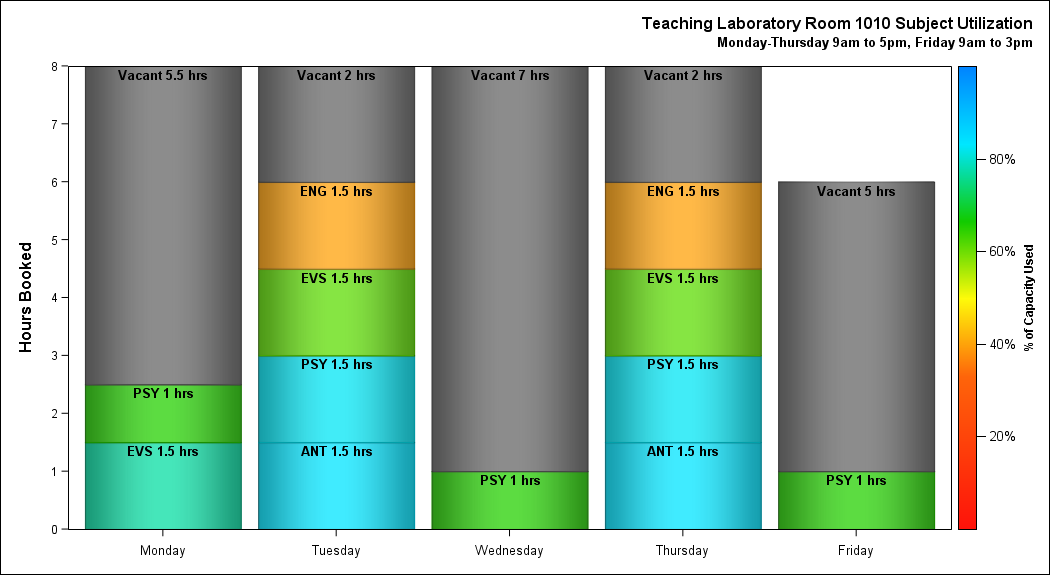 Teaching Laboratory Room 1010 Subject Utilization
Monday-Thursday 9am to 5pm, Friday 9am to 3pm
Hours Booked
8
7
6
5
4
3
2
1
0
Vacant 5.5 hrs
PSY 1 hrs
EVS 1.5 hrs
Vacant 2 hrs
ENG 1.5 hrs
EVS 1.5 hrs
PSY 1.5 hrs
ANT 1.5 hrs
Vacant 7 hrs
PSY 1 hrs
Vacant 2 hrs
ENG 1.5 hrs
EVS 1.5 hrs
PSY 1.5 hrs
ANT 1.5 hrs
Vacant 5 hrs
PSY 1 hrs
Monday
Tuesday
Wednesday
Thursday
Friday
80%
60%
40%
20%
% of Capacity Used